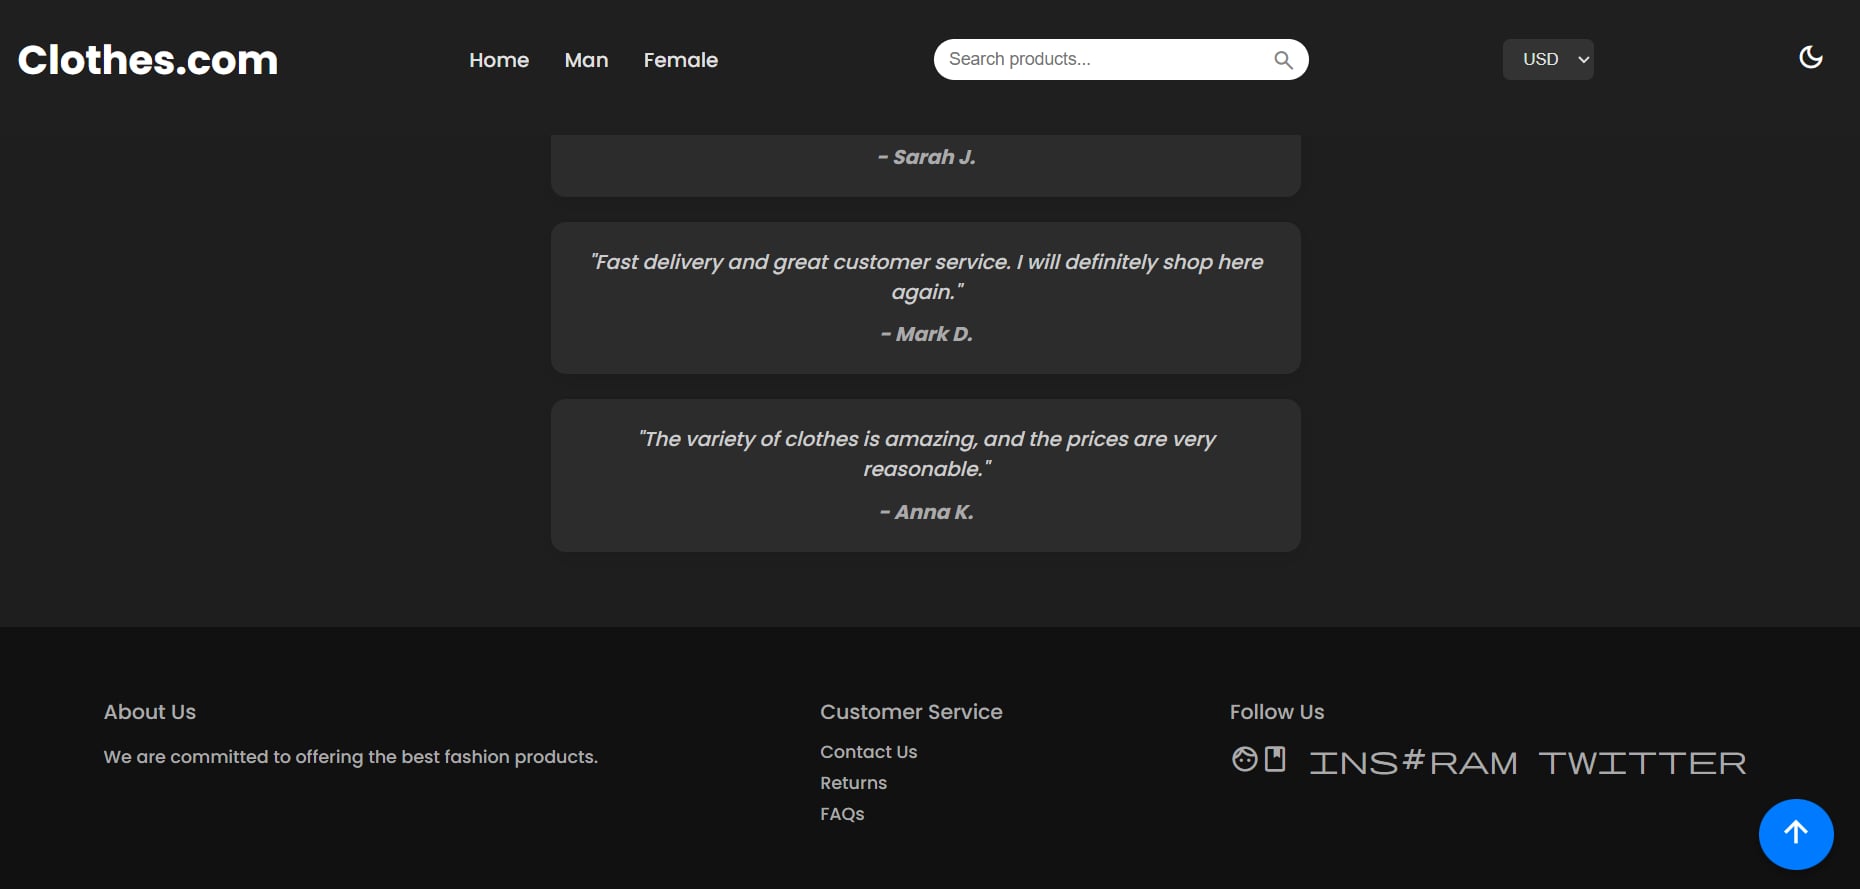 Clothes.com
Home Man Female
Search products...
USD
- Sarah J.
"Fast delivery and great customer service. I will definitely shop here
again."
- Mark D.
"The variety of clothes is amazing, and the prices are very
reasonable."
- Anna K.
About Us
We are committed to offering the best fashion products.
Customer Service
Contact Us
Returns
FAQs
Follow Us
INS#RAM TWITTER